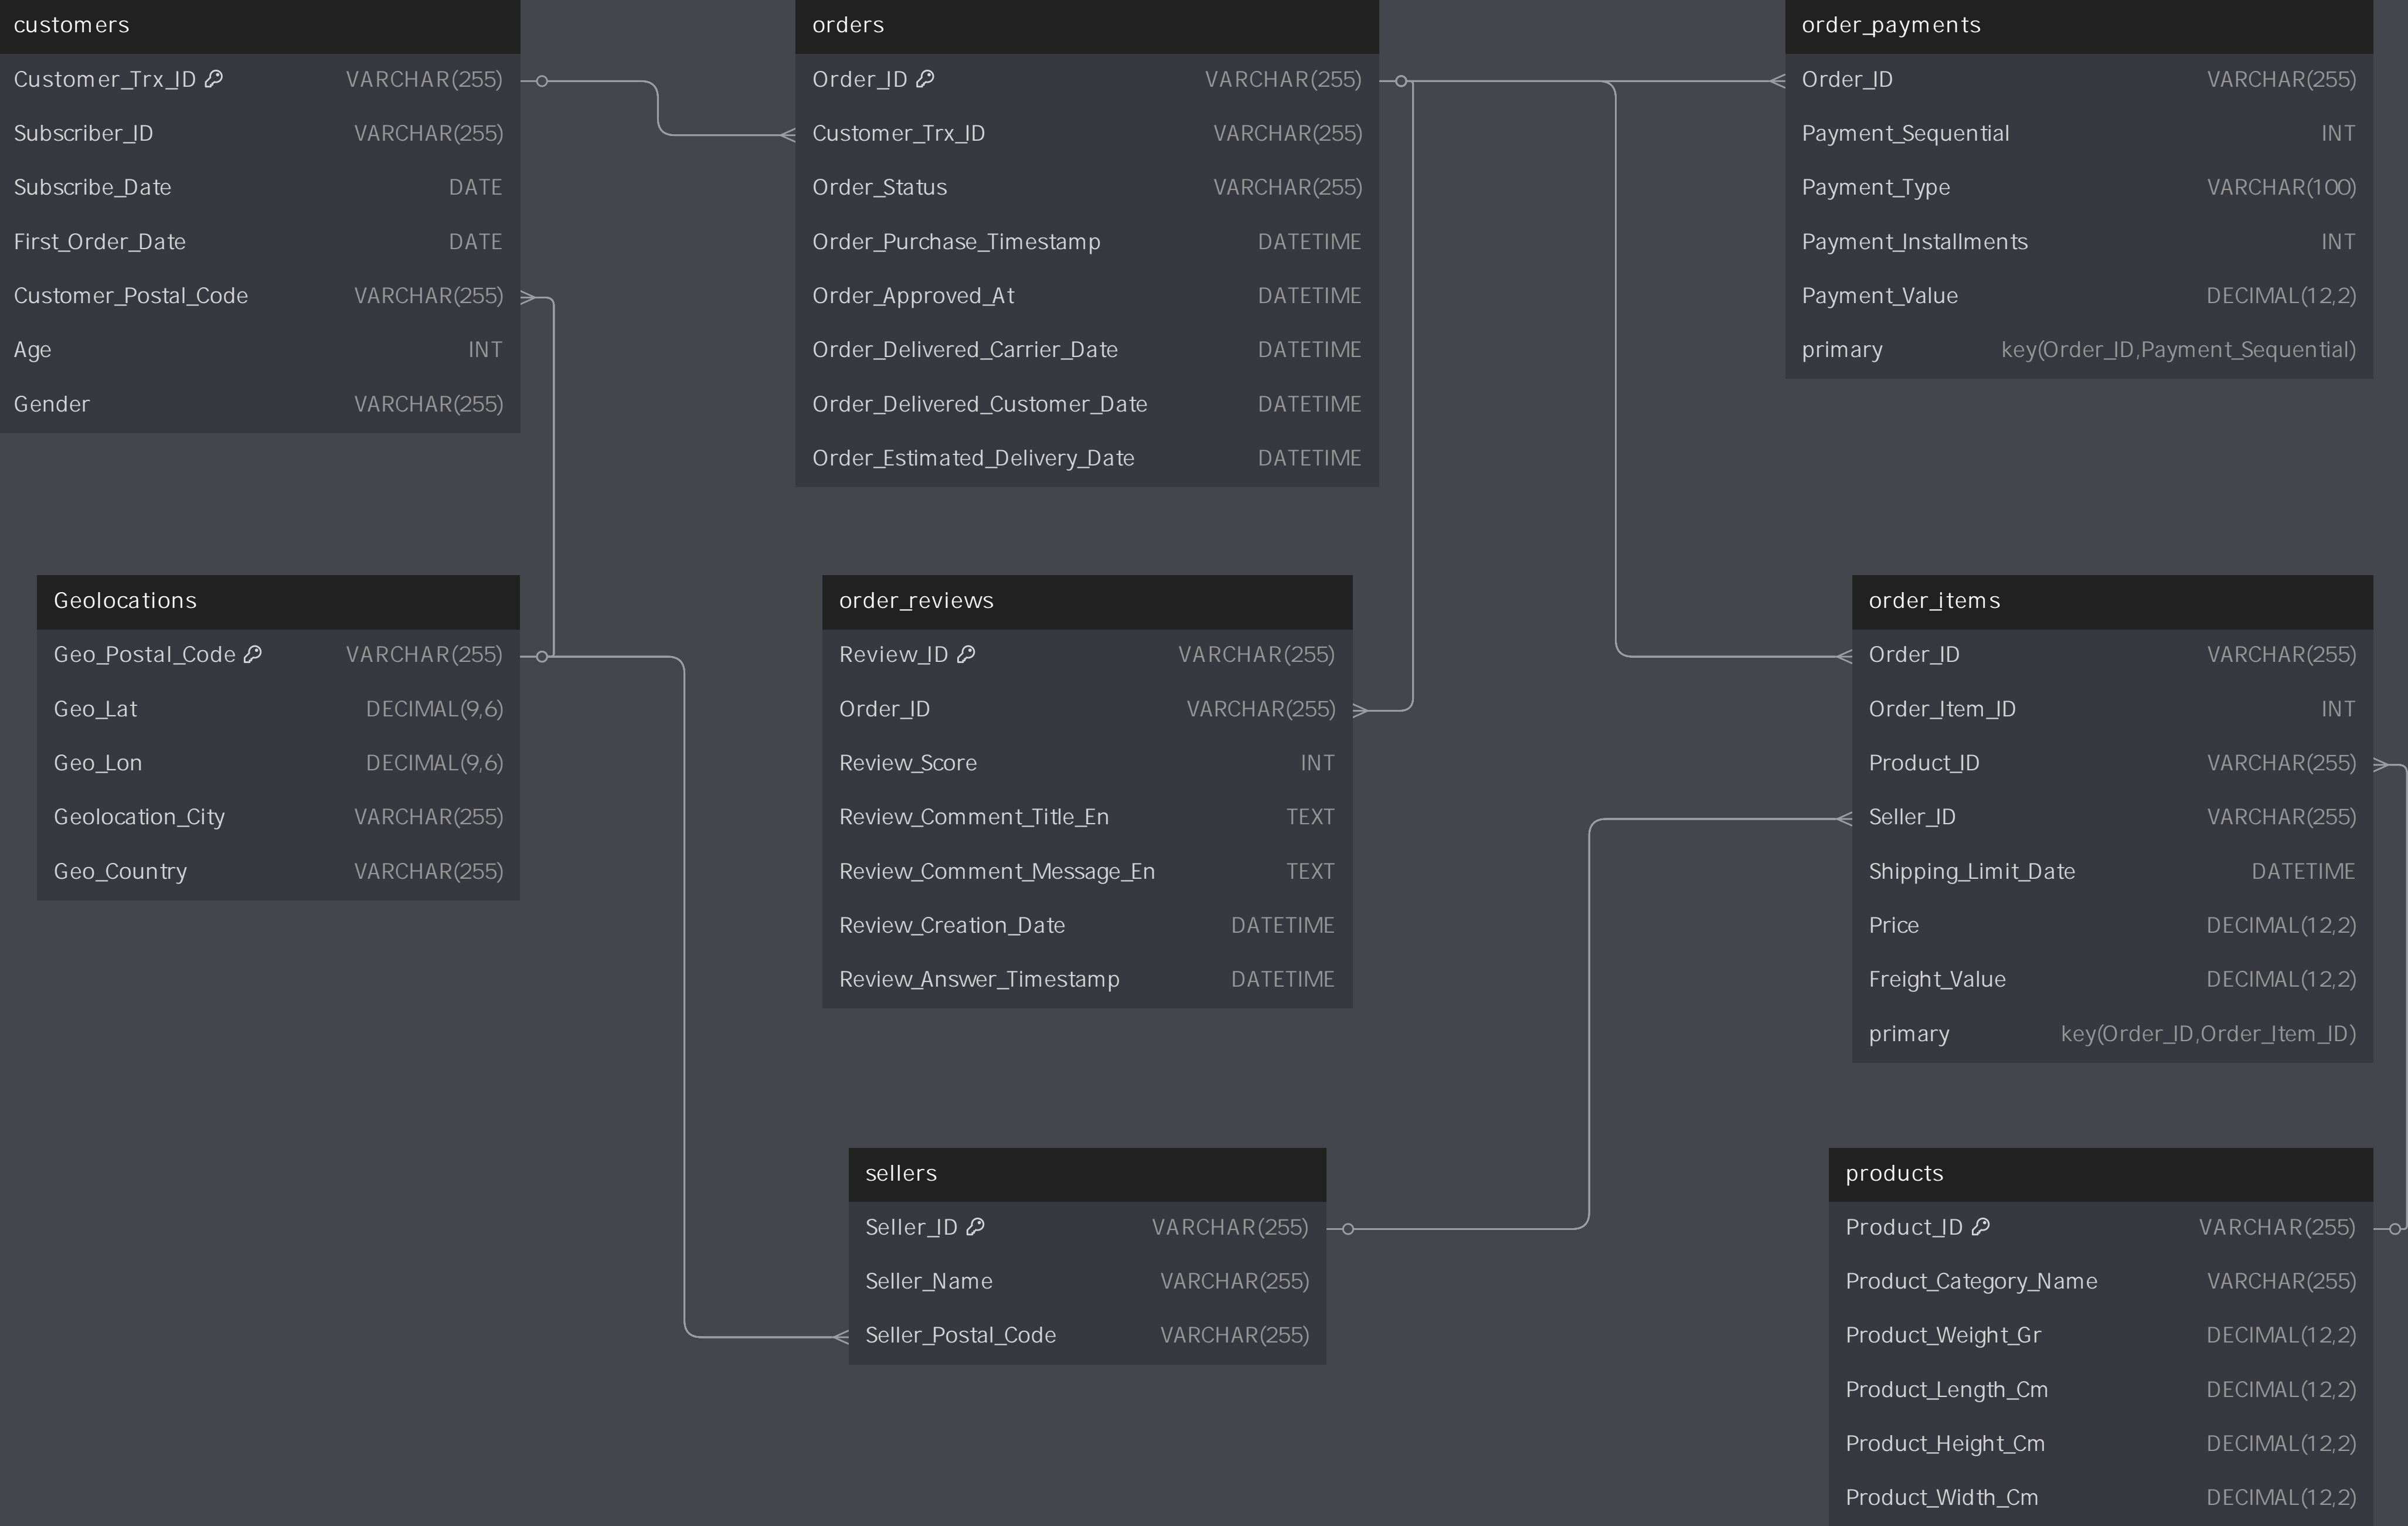 customers
Customer_Trx_ID VARCHAR(255)
Subscriber_ID VARCHAR(255)
Subscribe_Date DATE
First_Order_Date DATE
Customer_Postal_Code VARCHAR(255)
Age INT
Gender VARCHAR(255)
orders
Order_ID VARCHAR(255)
Customer_Trx_ID VARCHAR(255)
Order_Status VARCHAR(255)
Order_Purchase_Timestamp DATETIME
Order_Approved_At DATETIME
Order_Delivered_Carrier_Date DATETIME
Order_Delivered_Customer_Date DATETIME
Order_Estimated_Delivery_Date DATETIME
order_payments
Order_ID VARCHAR(255)
Payment_Sequential INT
Payment_Type VARCHAR(100)
Payment_Installments INT
Payment_Value DECIMAL(12,2)
primary key(Order_ID,Payment_Sequential)
Geolocations
Geo_Postal_Code VARCHAR(255)
Geo_Lat DECIMAL(9,6)
Geo_Lon DECIMAL(9,6)
Geolocation_City VARCHAR(255)
Geo_Country VARCHAR(255)
order_reviews
Review_ID VARCHAR(255)
Order_ID VARCHAR(255)
Review_Score INT
Review_Comment_Title_En TEXT
Review_Comment_Message_En TEXT
Review_Creation_Date DATETIME
Review_Answer_Timestamp DATETIME
order_items
Order_ID VARCHAR(255)
Order_Item_ID INT
Product_ID VARCHAR(255)
Seller_ID VARCHAR(255)
Shipping_Limit_Date DATETIME
Price DECIMAL(12,2)
Freight_Value DECIMAL(12,2)
primary key(Order_ID,Order_Item_ID)
sellers
Seller_ID VARCHAR(255)
Seller_Name VARCHAR(255)
Seller_Postal_Code VARCHAR(255)
products
Product_ID VARCHAR(255)
Product_Category_Name VARCHAR(255)
Product_Weight_Gr DECIMAL(12,2)
Product_Length_Cm DECIMAL(12,2)
Product_Height_Cm DECIMAL(12,2)
Product_Width_Cm DECIMAL(12,2)